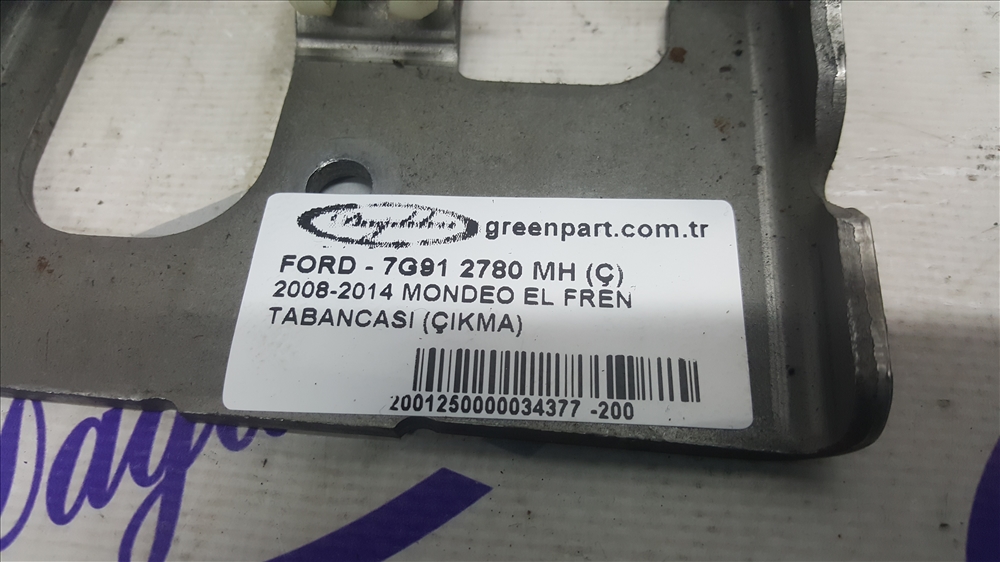 greenpart.com.tr
FORD - 7G91 2780 MH (Ç)
2008-2014 MONDEO EL FREN
TABANCASI (ÇIKMA)
2001250000034377 -200